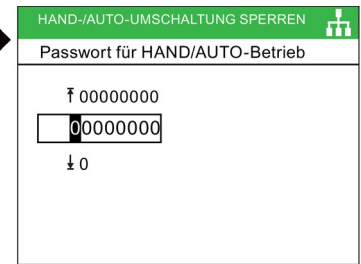 HAND-/AUTO-UMSCHALTUNG SPERREN
Passwort für HAND/AUTO-Betrieb
00000000
00000000
0